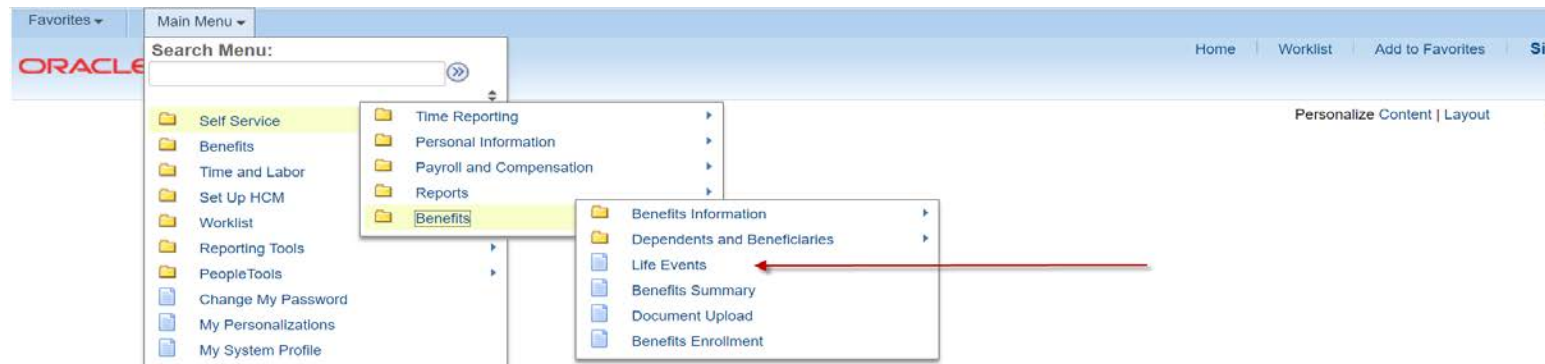 Favorites Main Menu
Search Menu:
Home Worklist Add to Favorites
ORACLE
Personalize Content | Layout
Self Service
Benefits
Time and Labor
Set Up HCM
Worklist
Reporting Tools
PeopleTools
Change My Password
My Personalizations
My System Profile
Time Reporting
Personal Information
Payroll and Compensation
Reports
Benefits
Benefits Information
Dependents and Beneficiaries
Life Events
Benefits Summary
Document Upload
Benefits Enrollment